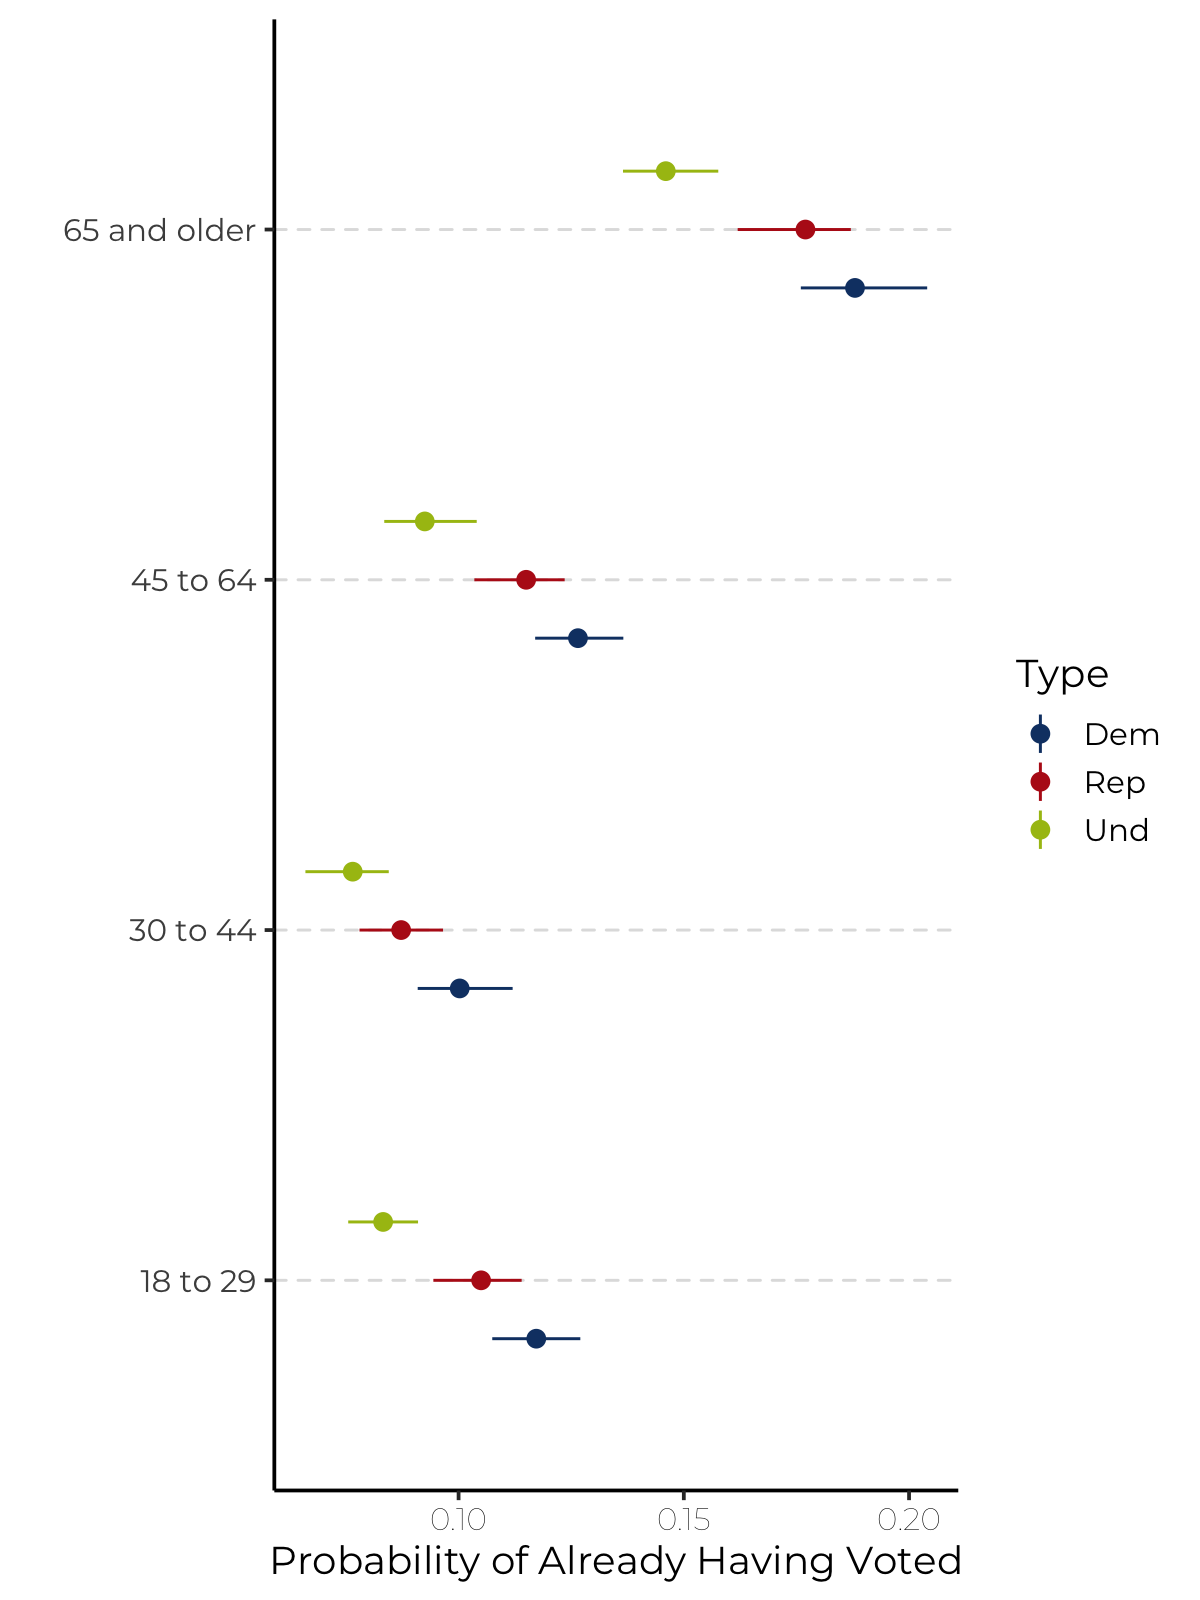 65 and older
45 to 64
30 to 44
18 to 29
0.10
0.15
0.20
Probability of Already Having Voted
Type
Dem
Rep
Und